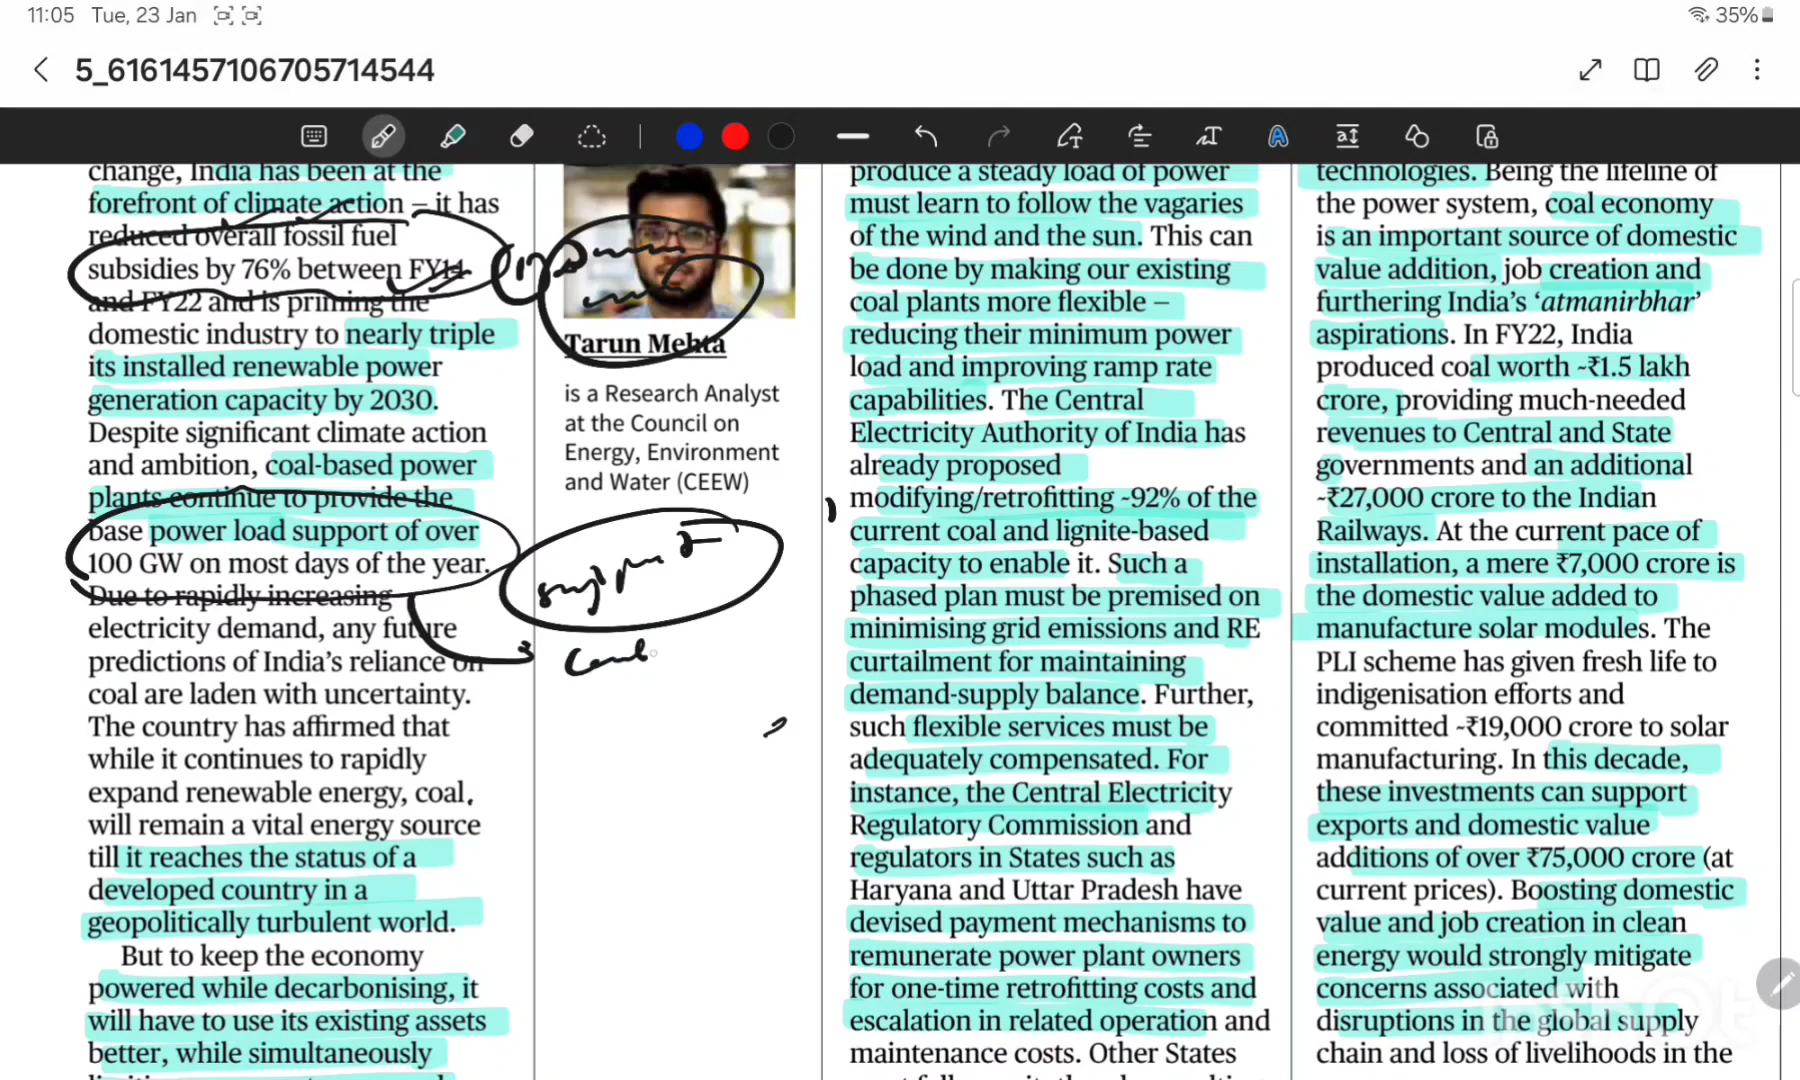 11:05 Tue, 23 Jan
35%
5_6161457106705714544
change, India has been at the
forefront of climate action – it has
reduced overall fossil fuel
subsidies by 76% between FY14
and FY22 and is priming the
domestic industry to nearly triple
its installed renewable power
generation capacity by 2030.
Despite significant climate action
and ambition, coal-based power
plants continue to provide the
base power load support of over
100 GW on most days of the year.
Due to rapidly increasing
electricity demand, any future
predictions of India's reliance on
coal are laden with uncertainty.
The country has affirmed that
while it continues to rapidly
expand renewable energy, coal,
will remain a vital energy source
till it reaches the status of a
developed country in a
geopolitically turbulent world.
But to keep the economy
powered while decarbonising, it
will have to use its existing assets
better, while simultaneously
Tarun Mehta
is a Research Analyst
at the Council on
Energy, Environment
and Water (CEEW)
produce a steady load of power
must learn to follow the vagaries
of the wind and the sun. This can
be done by making our existing
coal plants more flexible –
reducing their minimum power
load and improving ramp rate
capabilities. The Central
Electricity Authority of India has
already proposed
modifying/retrofitting ~92% of the
current coal and lignite-based
capacity to enable it. Such a
phased plan must be premised on
minimising grid emissions and RE
curtailment for maintaining
demand-supply balance. Further,
such flexible services must be
adequately compensated. For
instance, the Central Electricity
Regulatory Commission and
regulators in States such as
Haryana and Uttar Pradesh have
devised payment mechanisms to
remunerate power plant owners
for one-time retrofitting costs and
escalation in related operation and
maintenance costs. Other States
technologies. Being the lifeline of
the power system, coal economy
is an important source of domestic
value addition, job creation and
furthering India's 'atmanirbhar'
aspirations. In FY22, India
produced coal worth ~₹1.5 lakh
crore, providing much-needed
revenues to Central and State
governments and an additional
~₹27,000 crore to the Indian
Railways. At the current pace of
installation, a mere ₹7,000 crore is
the domestic value added to
manufacture solar modules. The
PLI scheme has given fresh life to
indigenisation efforts and
committed ~₹19,000 crore to solar
manufacturing. In this decade,
these investments can support
exports and domestic value
additions of over ₹75,000 crore (at
current prices). Boosting domestic
value and job creation in clean
energy would strongly mitigate
concerns associated with
disruptions in the global supply
chain and loss of livelihoods in the